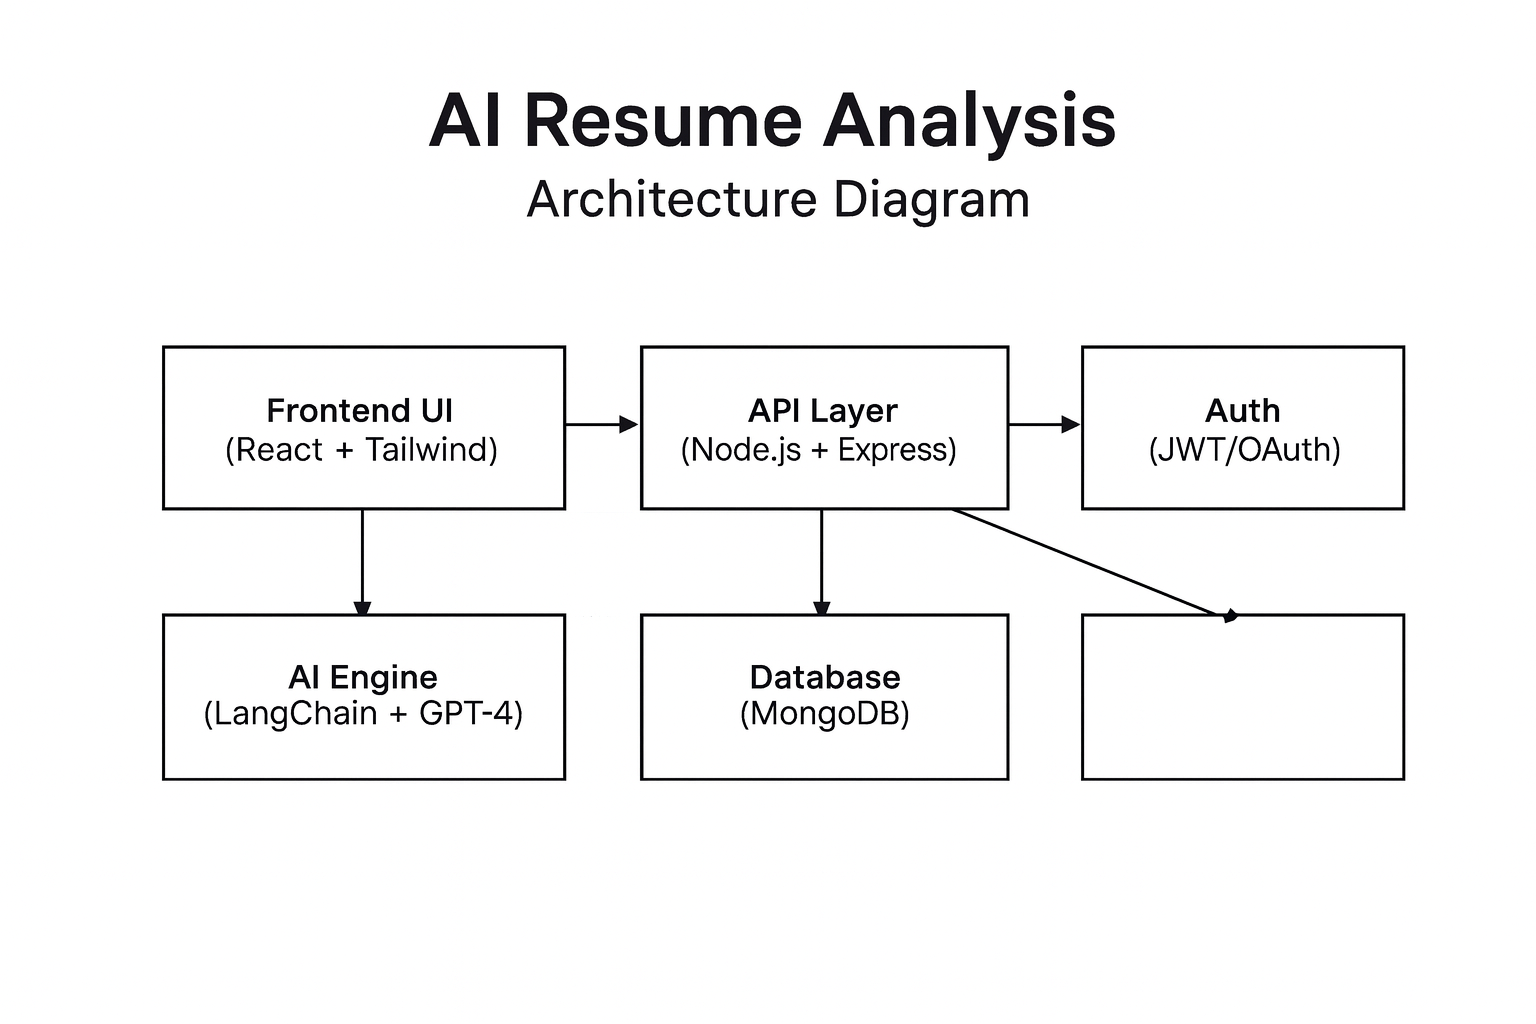 AI Resume Analysis
Architecture Diagram
Frontend UI
(React + Tailwind)
API Layer
(Node.js + Express)
Auth
(JWT/OAuth)
AI Engine
(LangChain + GPT-4)
Database
(MongoDB)